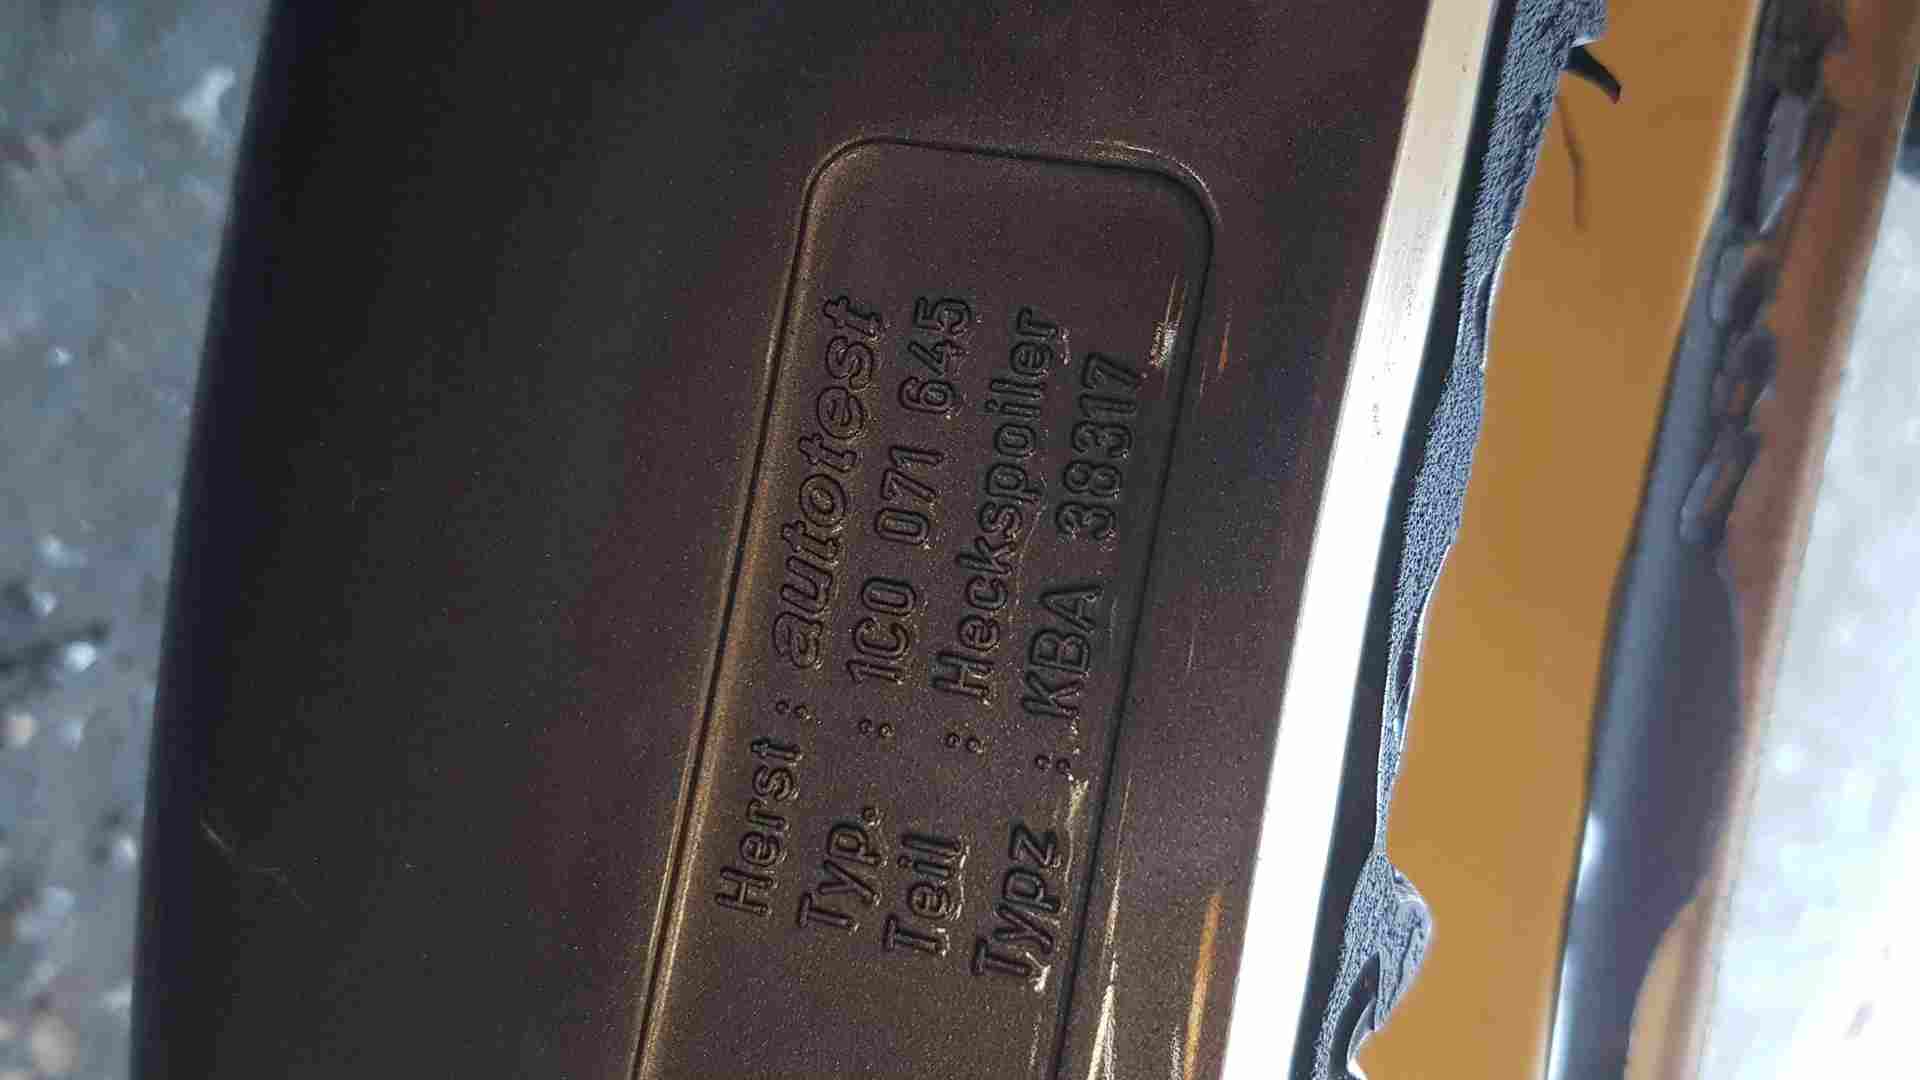 Herst : autotest
Typ. : 1C0 071 645
Teil : Heckspoiler
Typz : KBA 38317